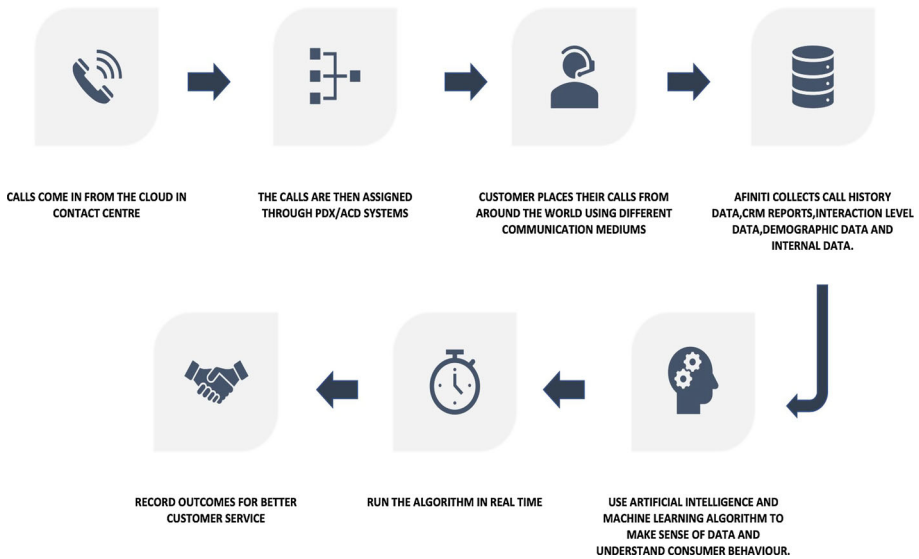 CALLS COME IN FROM THE CLOUD IN
CONTACT CENTRE
THE CALLS ARE THEN ASSIGNED
THROUGH PDX/ACD SYSTEMS
CUSTOMER PLACES THEIR CALLS FROM
AROUND THE WORLD USING DIFFERENT
COMMUNICATION MEDIUMS
AFINITI COLLECTS CALL HISTORY
DATA,CRM REPORTS,INTERACTION LEVEL
DATA,DEMOGRAPHIC DATA AND
INTERNAL DATA.
RECORD OUTCOMES FOR BETTER
CUSTOMER SERVICE
RUN THE ALGORITHM IN REAL TIME
USE ARTIFICIAL INTELLIGENCE AND
MACHINE LEARNING ALGORITHM TO
MAKE SENSE OF DATA AND
UNDERSTAND CONSUMER BEHAVIOUR.